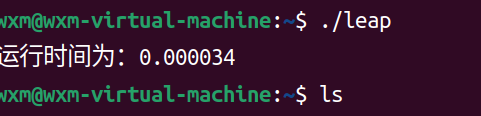 wxm@wxm-virtual-machine:~$ ./leap
运行时间为：0.000034
wxm@wxm-virtual-machine:~$ ls